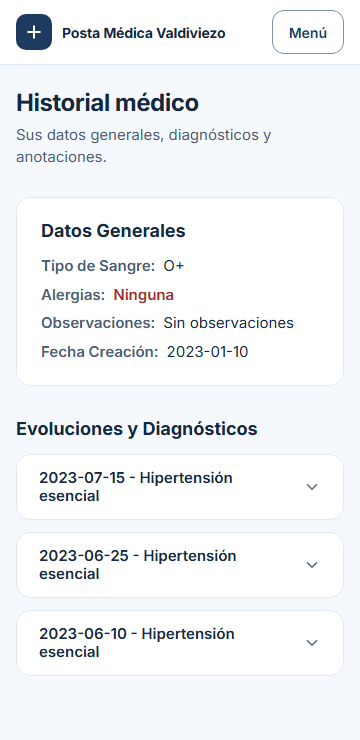 Posta Médica Valdiviezo
Menú
Historial médico
Sus datos generales, diagnósticos y
anotaciones.
Datos Generales
Tipo de Sangre: O+
Alergias: Ninguna
Observaciones: Sin observaciones
Fecha Creación: 2023-01-10
Evoluciones y Diagnósticos
2023-07-15 - Hipertensión
esencial
2023-06-25 - Hipertensión
esencial
2023-06-10 - Hipertensión
esencial